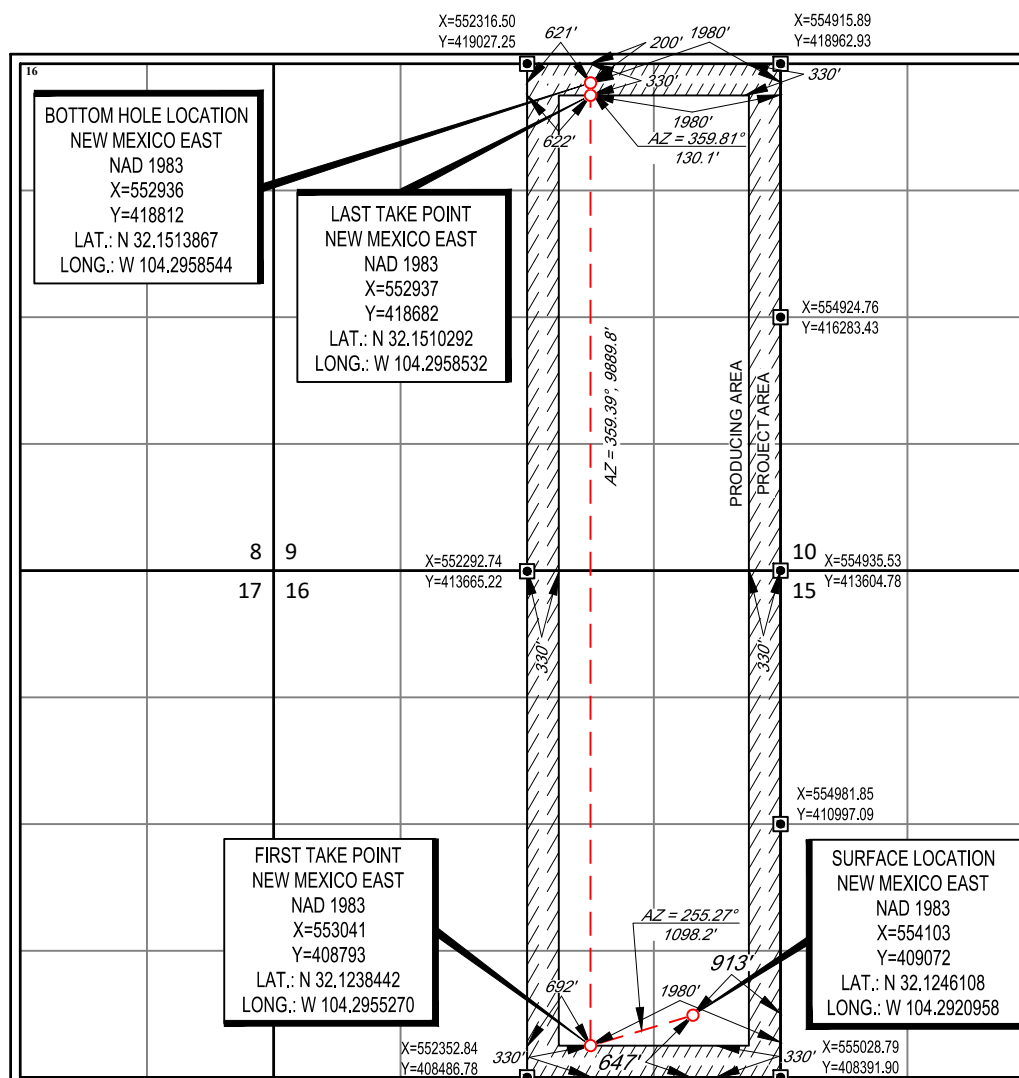 X=552316.50
Y=419027.25
621'
200'
1980'
X=554915.89
Y=418962.93
16
330'
330'
BOTTOM HOLE LOCATION
NEW MEXICO EAST
NAD 1983
X=552936
Y=418812
LAT.: N 32.1513867
LONG.: W 104.2958544
622'
1980'
AZ = 359.81°
130.1'
LAST TAKE POINT
NEW MEXICO EAST
NAD 1983
X=552937
Y=418682
LAT.: N 32.1510292
LONG.: W 104.2958532
X=554924.76
Y=416283.43
AZ = 359.39°, 9889.8'
PRODUCING AREA
PROJECT AREA
8
9
X=552292.74
Y=413665.22
10
X=554935.53
Y=413604.78
17
16
15
330'
330'
X=554981.85
Y=410997.09
FIRST TAKE POINT
NEW MEXICO EAST
NAD 1983
X=553041
Y=408793
LAT.: N 32.1238442
LONG.: W 104.2955270
SURFACE LOCATION
NEW MEXICO EAST
NAD 1983
X=554103
Y=409072
LAT.: N 32.1246108
LONG.: W 104.2920958
AZ = 255.27°
1098.2'
913'
692'
1980'
X=552352.84
Y=408486.78
330'
647'
330'
X=555028.79
Y=408391.90